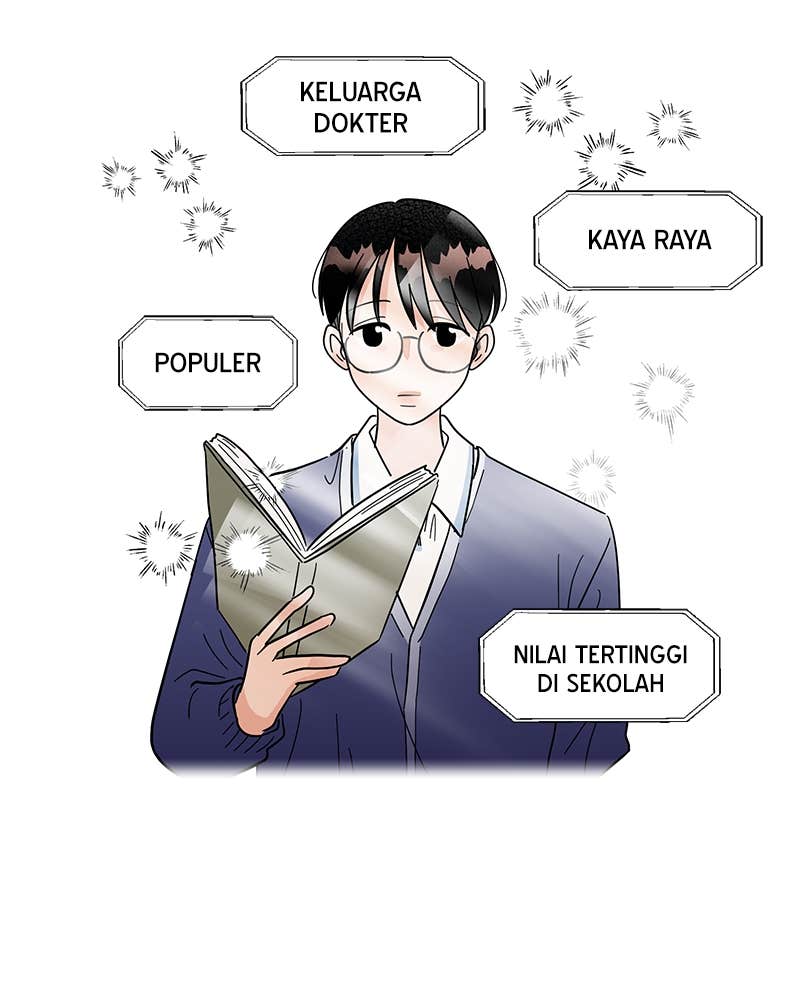 KELUARGA
DOKTER
KAYA RAYA
POPULER
NILAI TERTINGGI
DI SEKOLAH